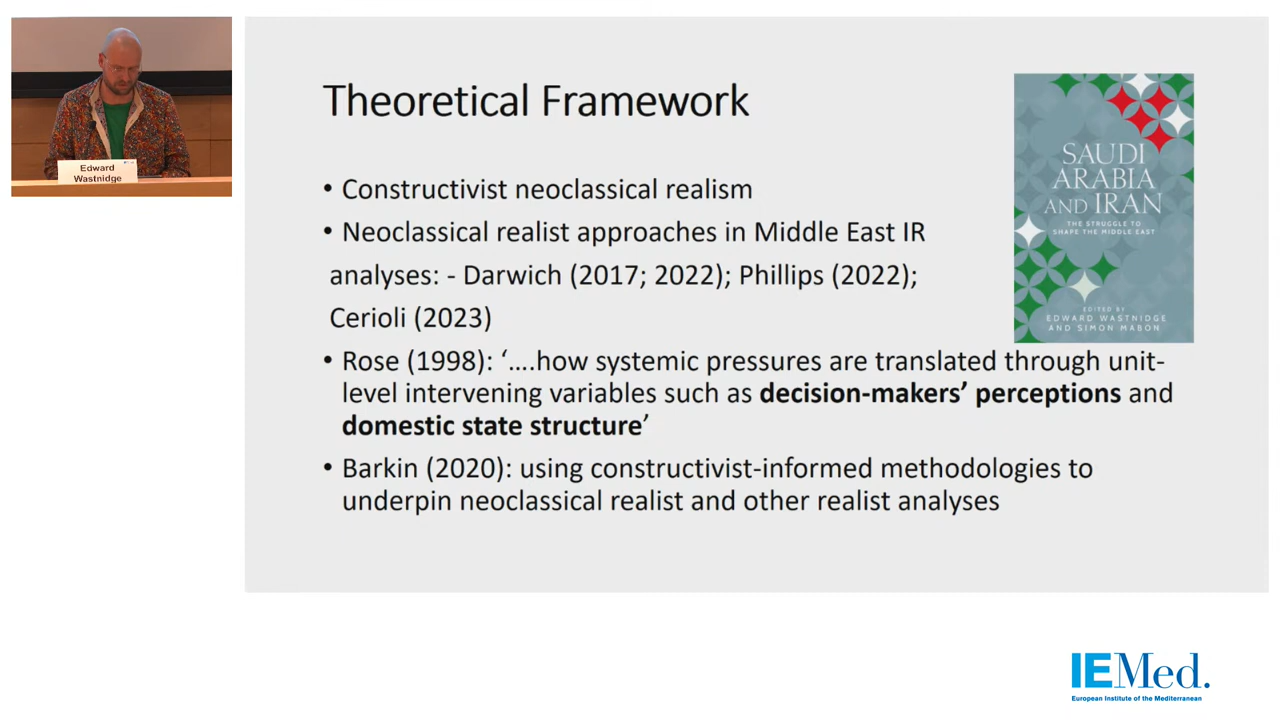 Edward
Wastnidge
Theoretical Framework
• Constructivist neoclassical realism
• Neoclassical realist approaches in Middle East IR
analyses: - Darwich (2017; 2022); Phillips (2022);
Cerioli (2023)
• Rose (1998): ‘....how systemic pressures are translated through unit-
level intervening variables such as decision-makers’ perceptions and
domestic state structure’
• Barkin (2020): using constructivist-informed methodologies to
underpin neoclassical realist and other realist analyses
SAUDI
ARABIA
AND IRAN
THE STRUGGLE TO
SHAPE THE MIDDLE EAST
EDITED BY
EDWARD WASTNIDGE
AND SIMON MABON
IEMed.
European Institute of the Mediterranean